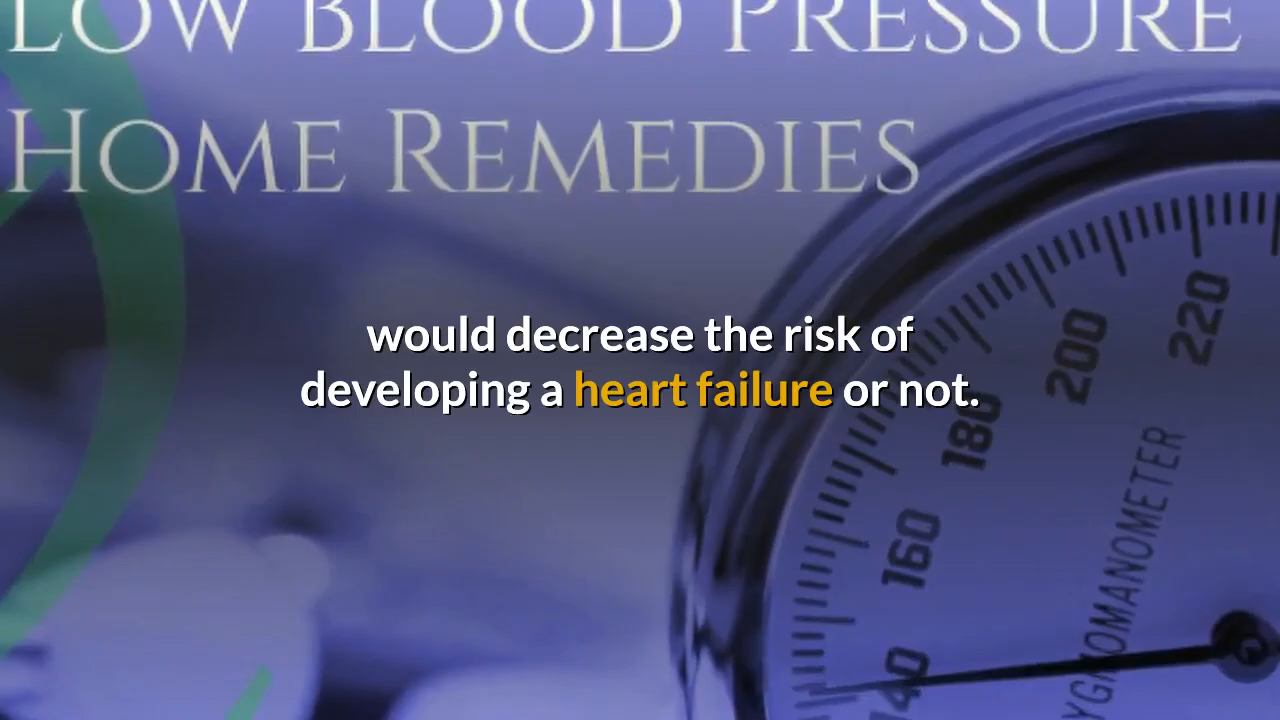 LOW BLOOD PRESSURE
HOME REMEDIES
would decrease the risk of
developing a heart failure or not.
220
200
180
160
140
YGMOMANOMETER